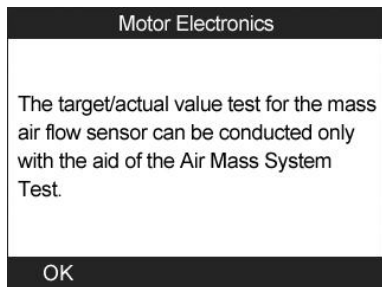 Motor Electronics
The target/actual value test for the mass
air flow sensor can be conducted only
with the aid of the Air Mass System
Test.
OK